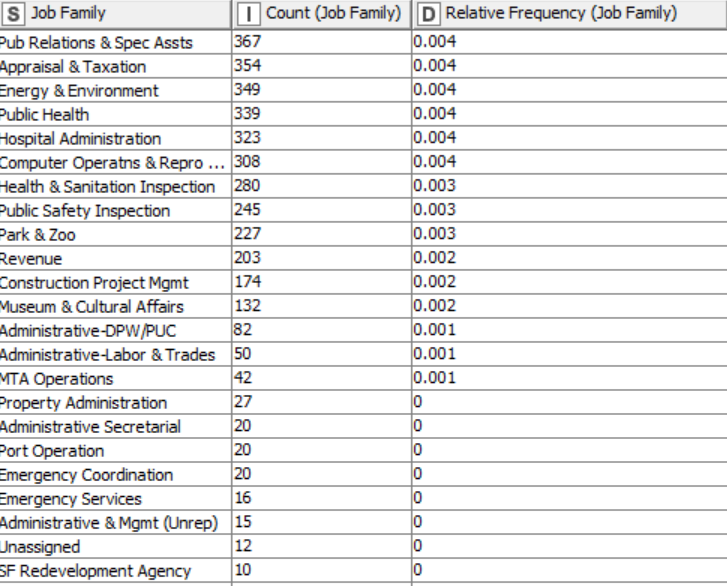 S Job Family I Count (Job Family) D Relative Frequency (Job Family)
Pub Relations & Spec Assts 367 0.004
Appraisal & Taxation 354 0.004
Energy & Environment 349 0.004
Public Health 339 0.004
Hospital Administration 323 0.004
Computer Operatns & Repro ... 308 0.004
Health & Sanitation Inspection 280 0.003
Public Safety Inspection 245 0.003
Park & Zoo 227 0.003
Revenue 203 0.002
Construction Project Mgmt 174 0.002
Museum & Cultural Affairs 132 0.002
Administrative-DPW/PUC 82 0.001
Administrative-Labor & Trades 50 0.001
MTA Operations 42 0.001
Property Administration 27 0
Administrative Secretarial 20 0
Port Operation 20 0
Emergency Coordination 20 0
Emergency Services 16 0
Administrative & Mgmt (Unrep) 15 0
Unassigned 12 0
SF Redevelopment Agency 10 0